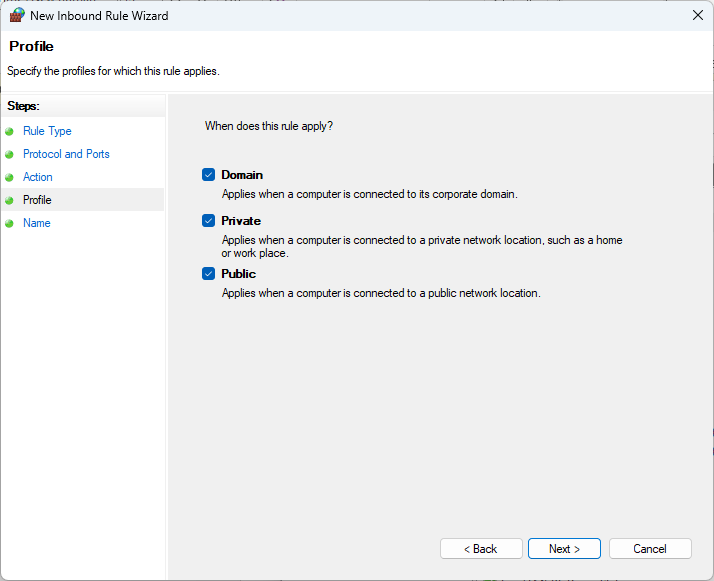 New Inbound Rule Wizard
Profile
Specify the profiles for which this rule applies.
Steps:
Rule Type
Protocol and Ports
Action
Profile
Name
When does this rule apply?
Domain
Applies when a computer is connected to its corporate domain.
Private
Applies when a computer is connected to a private network location, such as a home
or work place.
Public
Applies when a computer is connected to a public network location.
< Back
Next >
Cancel